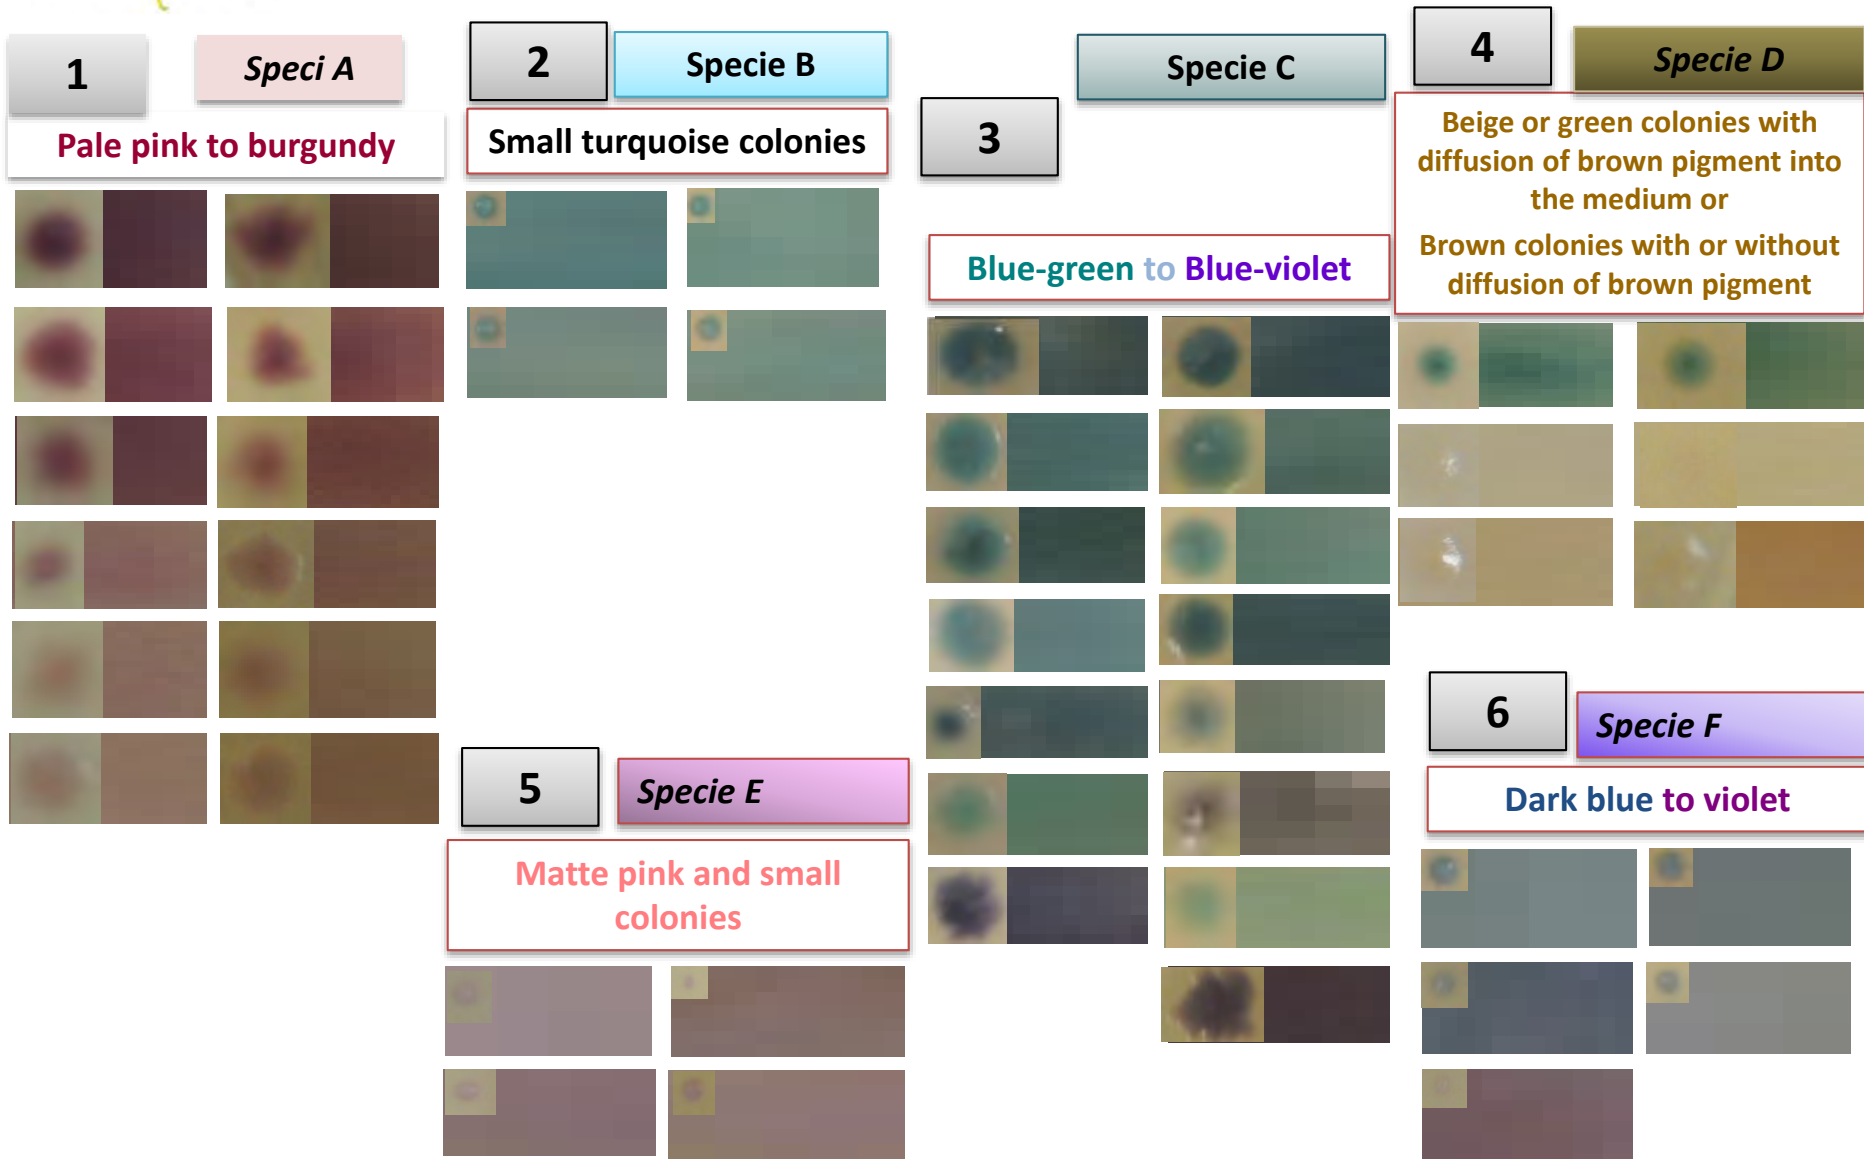 1
Speci A
Pale pink to burgundy
2
Specie B
Small turquoise colonies
3
Specie C
Blue-green to Blue-violet
4
Specie D
Beige or green colonies with
diffusion of brown pigment into
the medium or
Brown colonies with or without
diffusion of brown pigment
5
Specie E
Matte pink and small
colonies
6
Specie F
Dark blue to violet